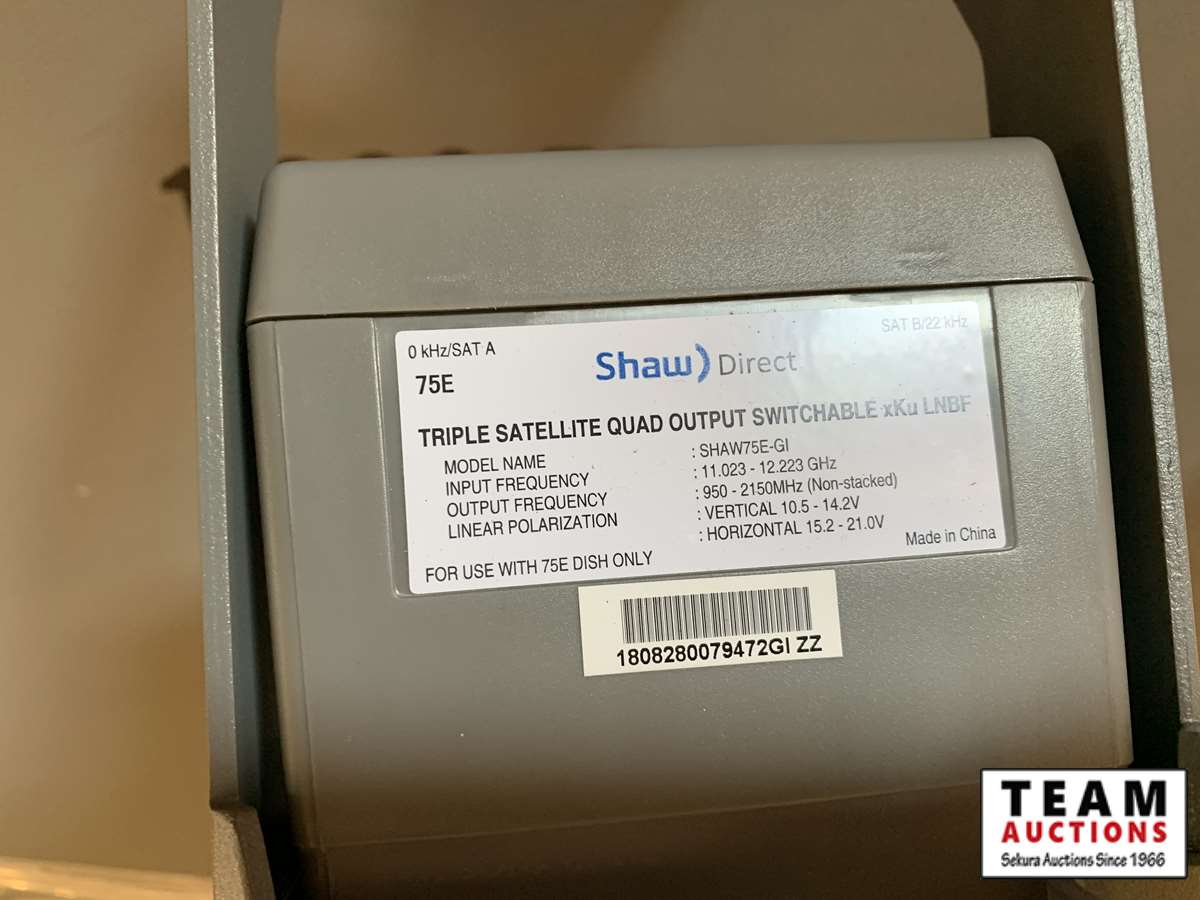 0 kHz/SAT A
SAT B/22 kHz
75E
Shaw) Direct
TRIPLE SATELLITE QUAD OUTPUT SWITCHABLE xKu LNBF
MODEL NAME : SHAW75E-GI
INPUT FREQUENCY : 11.023 - 12.223 GHz
OUTPUT FREQUENCY : 950 - 2150MHz (Non-stacked)
LINEAR POLARIZATION : VERTICAL 10.5 - 14.2V
: HORIZONTAL 15.2 - 21.0V
FOR USE WITH 75E DISH ONLY
Made in China
1808280079472GI ZZ
TEAM
AUCTIONS
Sekura Auctions Since 1966